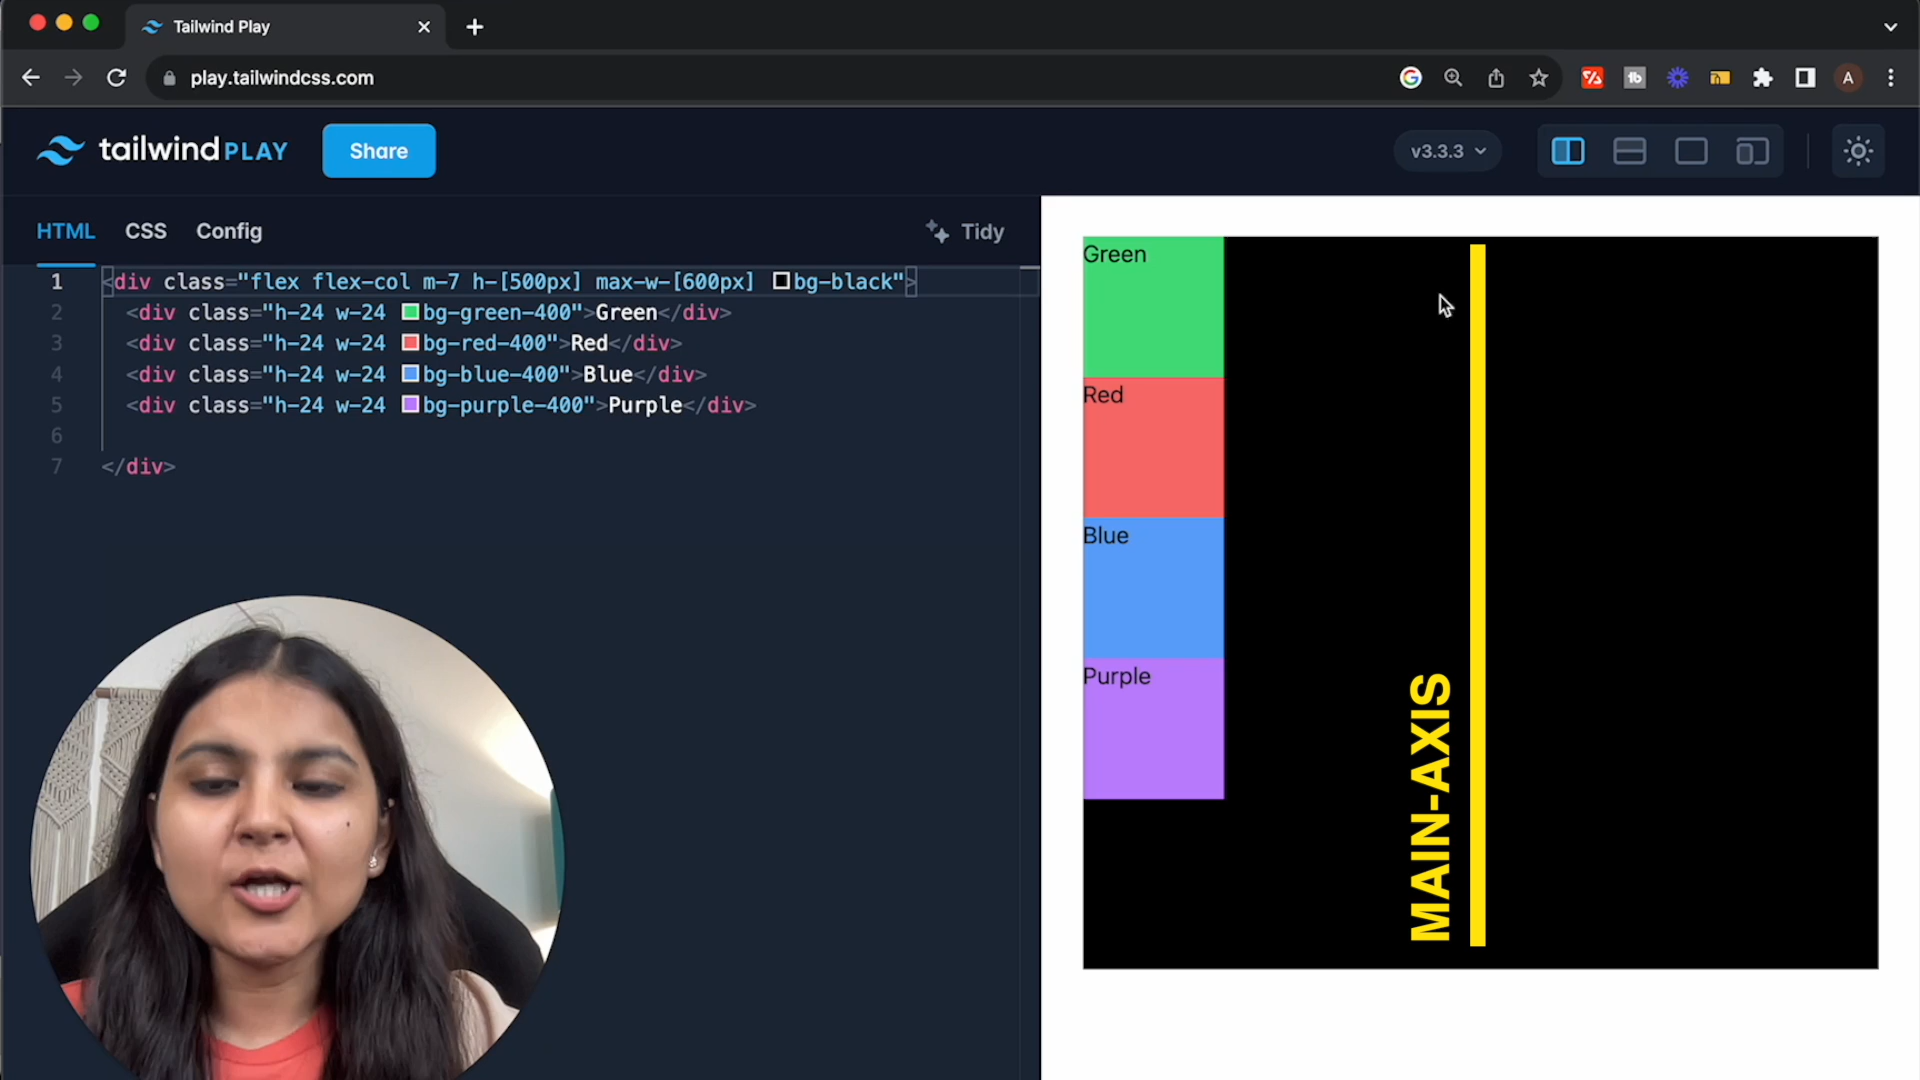 Tailwind Play
play.tailwindcss.com
A
tailwind PLAY
Share
v3.3.3
HTML CSS Config
Tidy
1 <div class="flex flex-col m-7 h-[500px] max-w-[600px] bg-black">
2 <div class="h-24 w-24 bg-green-400">Green</div>
3 <div class="h-24 w-24 bg-red-400">Red</div>
4 <div class="h-24 w-24 bg-blue-400">Blue</div>
5 <div class="h-24 w-24 bg-purple-400">Purple</div>
6
7 </div>
Green
Red
Blue
Purple
MAIN-AXIS